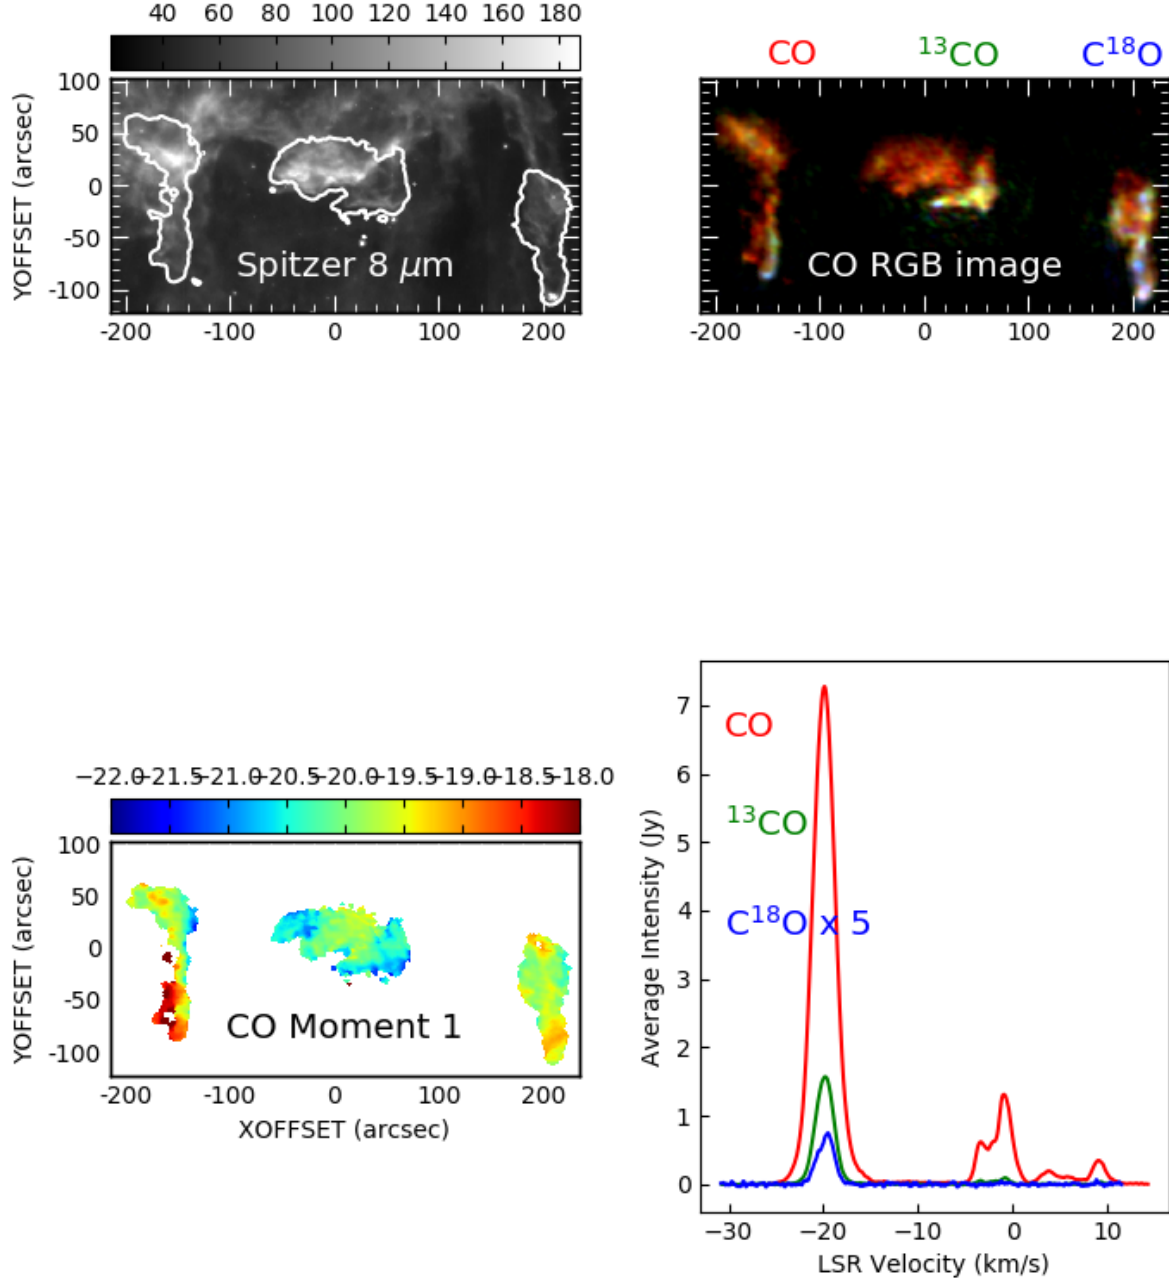 40 60 80 100 120 140 160 180
100
50
0
-50
-100
YOFFSET (arcsec)
Spitzer 8 μm
-200 -100 0 100 200
CO ¹³CO C¹⁸O
CO RGB image
-200 -100 0 100 200
−22.0 −21.5 −21.0 −20.5 −20.0 −19.5 −19.0 −18.5 −18.0
100
50
0
-50
-100
YOFFSET (arcsec)
CO Moment 1
-200 -100 0 100 200
XOFFSET (arcsec)
7
6
5
4
3
2
1
0
Average Intensity (Jy)
CO
¹³CO
C¹⁸O x 5
−30 −20 −10 0 10
LSR Velocity (km/s)